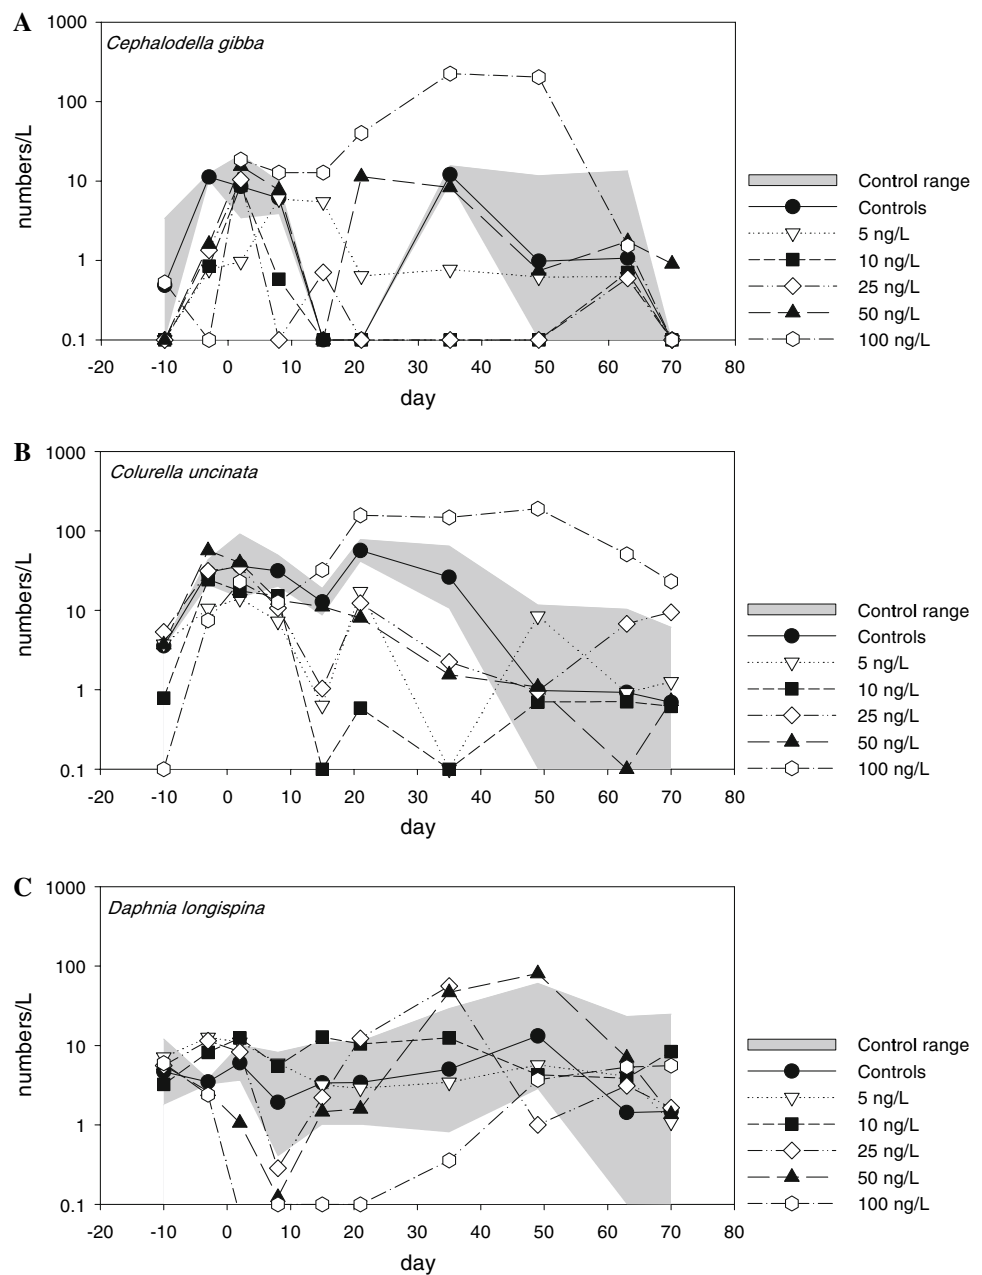 A
Cephalodella gibba
1000
100
10
1
0.1
numbers/L
-20 -10 0 10 20 30 40 50 60 70 80
day
Control range
Controls
5 ng/L
10 ng/L
25 ng/L
50 ng/L
100 ng/L
B
Colurella uncinata
1000
100
10
1
0.1
numbers/L
-20 -10 0 10 20 30 40 50 60 70 80
day
Control range
Controls
5 ng/L
10 ng/L
25 ng/L
50 ng/L
100 ng/L
C
Daphnia longispina
1000
100
10
1
0.1
numbers/L
-20 -10 0 10 20 30 40 50 60 70 80
day
Control range
Controls
5 ng/L
10 ng/L
25 ng/L
50 ng/L
100 ng/L